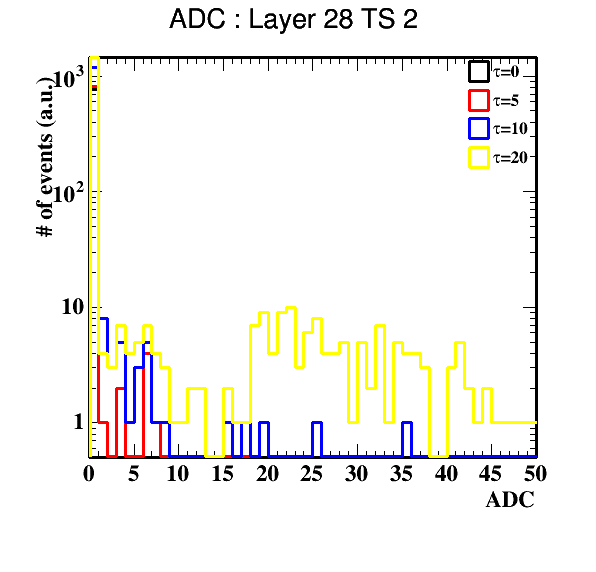 ADC : Layer 28 TS 2
# of events (a.u.)
10³
10²
10
1
τ=0
τ=5
τ=10
τ=20
0 5 10 15 20 25 30 35 40 45 50
ADC